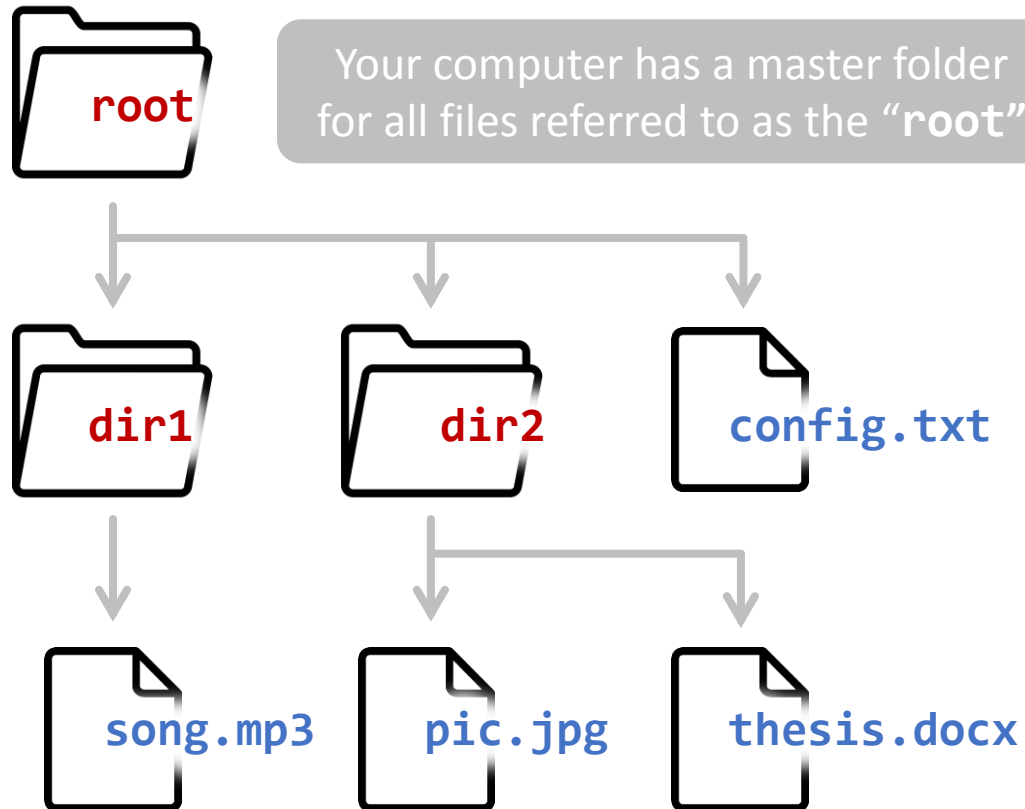 root
Your computer has a master folder
for all files referred to as the “root”
dir1
dir2
config.txt
song.mp3
pic.jpg
thesis.docx